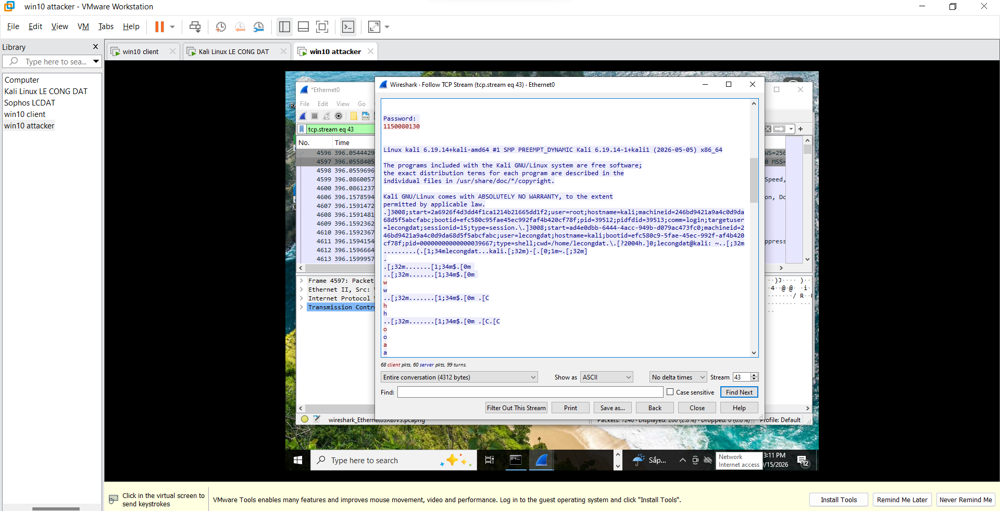 win10 attacker - VMware Workstation
File Edit View VM Tabs Help
Library
Type here to sea...
Computer
Kali Linux LE CONG DAT
Sophos LCDAT
win10 client
win10 attacker
win10 client
Kali Linux LE CONG DAT
win10 attacker
*Ethernet0
File Edit View Go
tcp.stream eq 43
No. Time
4596 396.0544429
4597 396.0558405
4598 396.0559696
4599 396.0860057
4600 396.0861237
4606 396.1578594
4607 396.1591472
4608 396.1591481
4609 396.1592362
4610 396.1592367
4611 396.1594154
4612 396.1596664
4613 396.1599957
WS=256
0 MSS=
Speed,
on, Dc
ppress
Frame 4597: Packet
Ethernet II, Src:
Internet Protocol
Transmission Contro
Wireshark · Follow TCP Stream (tcp.stream eq 43) · Ethernet0
Password:
1150080130
Linux kali 6.19.14+kali-amd64 #1 SMP PREEMPT_DYNAMIC Kali 6.19.14-1+kali1 (2026-05-05) x86_64
The programs included with the Kali GNU/Linux system are free software;
the exact distribution terms for each program are described in the
individual files in /usr/share/doc/*/copyright.
Kali GNU/Linux comes with ABSOLUTELY NO WARRANTY, to the extent
permitted by applicable law.
.]3008;start=2a6926f4d3dd4f1ca1214b21665dd1f2;user=root;hostname=kali;machineid=246bd9421a9a4c0d9da
68d5f5abcfabc;bootid=efc580c95fae45ec992faf4b420cf78f;pid=39512;pidfdid=39513;comm=login;targetuser
=lecongdat;sessionid=15;type=session.\.]3008;start=ad4e0dbb-6444-4acc-949b-d079ac473fc0;machineid=2
46bd9421a9a4c0d9da68d5f5abcfabc;user=lecongdat;hostname=kali;bootid=efc580c9-5fae-45ec-992f-af4b420
cf78f;pid=00000000000000039667;type=shell;cwd=/home/lecongdat.\.[?2004h.]0;lecongdat@kali: ~..[;32m
.........(.[1;34mlecongdat...kali.[;32m)-[.[0;1m~.[;32m]
.
.[;32m.......[1;34m$.[0m
..[;32m.......[1;34m$.[0m
w
w
..[;32m.......[1;34m$.[0m .[C
h
h
..[;32m.......[1;34m$.[0m .[C.[C
o
o
a
a
68 client pkts, 60 server pkts, 99 turns.
Entire conversation (4312 bytes) Show as ASCII No delta times Stream 43
Find: Case sensitive Find Next
Filter Out This Stream Print Save as... Back Close Help
Profile: Default
Type here to search
Sắp...
Network
Internet access
3:11 PM
/15/2026
12
Click in the virtual screen to
send keystrokes
VMware Tools enables many features and improves mouse movement, video and performance. Log in to the guest operating system and click "Install Tools".
Install Tools Remind Me Later Never Remind Me